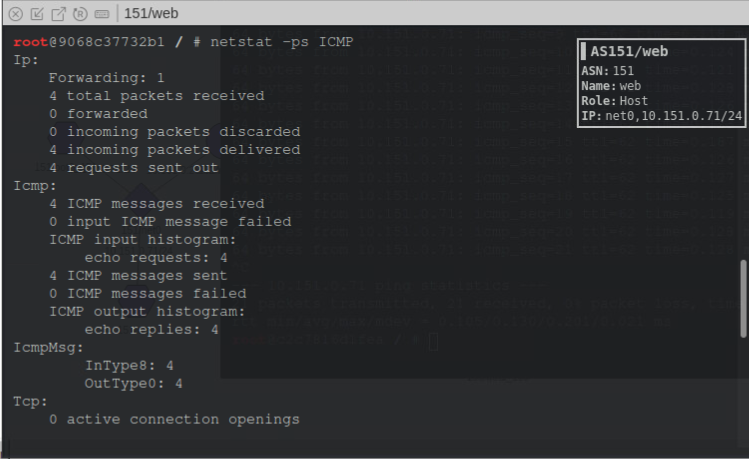 151/web
root@9068c37732b1 / # netstat -ps ICMP
Ip:
Forwarding: 1
4 total packets received
0 forwarded
0 incoming packets discarded
4 incoming packets delivered
4 requests sent out
Icmp:
4 ICMP messages received
0 input ICMP message failed
ICMP input histogram:
echo requests: 4
4 ICMP messages sent
0 ICMP messages failed
ICMP output histogram:
echo replies: 4
IcmpMsg:
InType8: 4
OutType0: 4
Tcp:
0 active connection openings
AS151/web
ASN: 151
Name: web
Role: Host
IP: net0,10.151.0.71/24